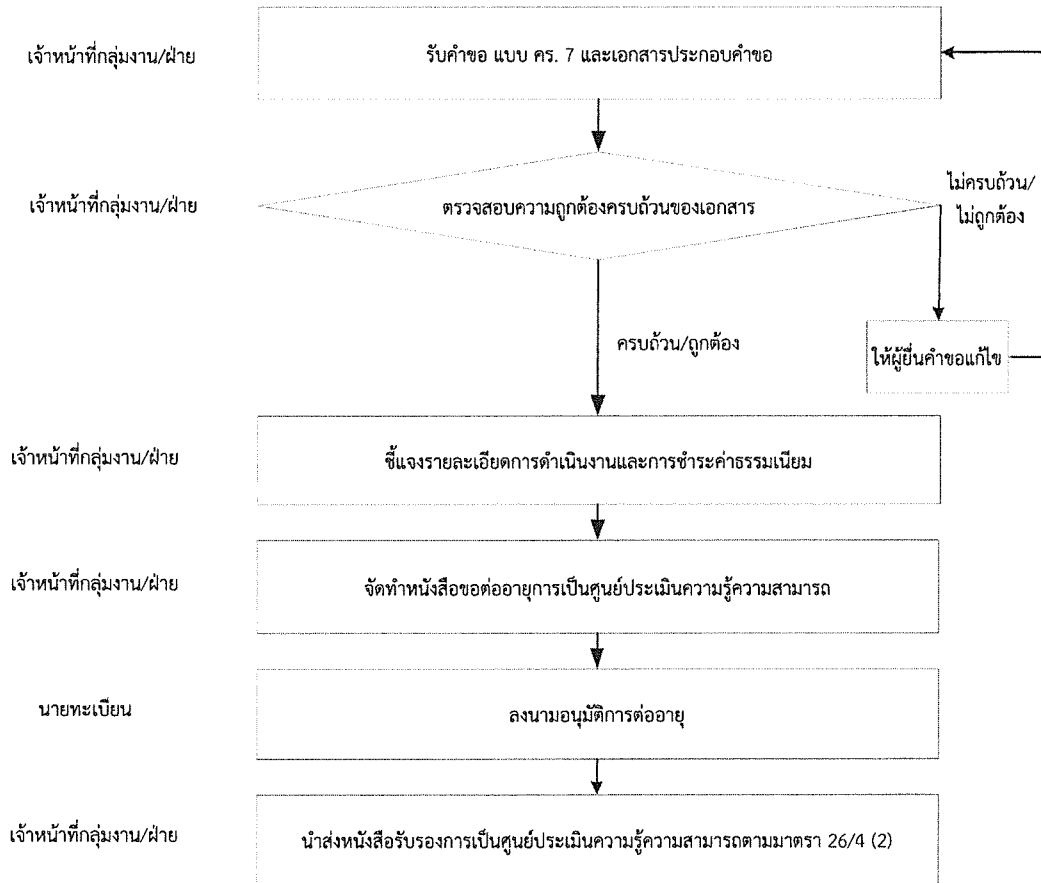 เจ้าหน้าที่กลุ่มงาน/ฝ่าย
รับคำขอ แบบ คร. 7 และเอกสารประกอบคำขอ
เจ้าหน้าที่กลุ่มงาน/ฝ่าย
ตรวจสอบความถูกต้องครบถ้วนของเอกสาร
ไม่ครบถ้วน/
ไม่ถูกต้อง
ครบถ้วน/ถูกต้อง
ให้ผู้ยื่นคำขอแก้ไข
เจ้าหน้าที่กลุ่มงาน/ฝ่าย
ชี้แจงรายละเอียดการดำเนินงานและการชำระค่าธรรมเนียม
เจ้าหน้าที่กลุ่มงาน/ฝ่าย
จัดทำหนังสือขอต่ออายุการเป็นศูนย์ประเมินความรู้ความสามารถ
นายทะเบียน
ลงนามอนุมัติการต่ออายุ
เจ้าหน้าที่กลุ่มงาน/ฝ่าย
นำส่งหนังสือรับรองการเป็นศูนย์ประเมินความรู้ความสามารถตามมาตรา 26/4 (2)